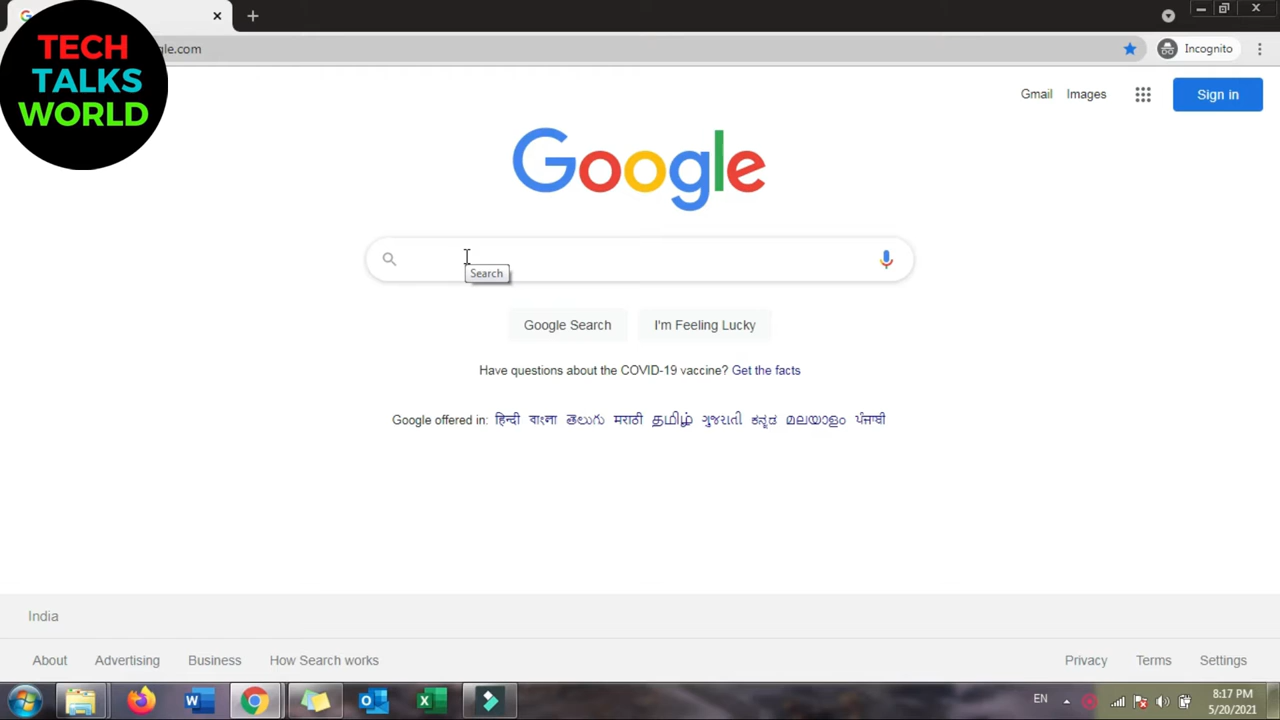 TECH
TALKS
WORLD
gle.com
Incognito
Gmail Images Sign in
Google
Search
Google Search I'm Feeling Lucky
Have questions about the COVID-19 vaccine? Get the facts
Google offered in: हिन्दी বাংলা తెలుగు मराठी தமிழ் ગુજરાતી ಕನ್ನಡ മലയാളം ਪੰਜਾਬੀ
India
About Advertising Business How Search works Privacy Terms Settings
EN 8:17 PM
5/20/2021